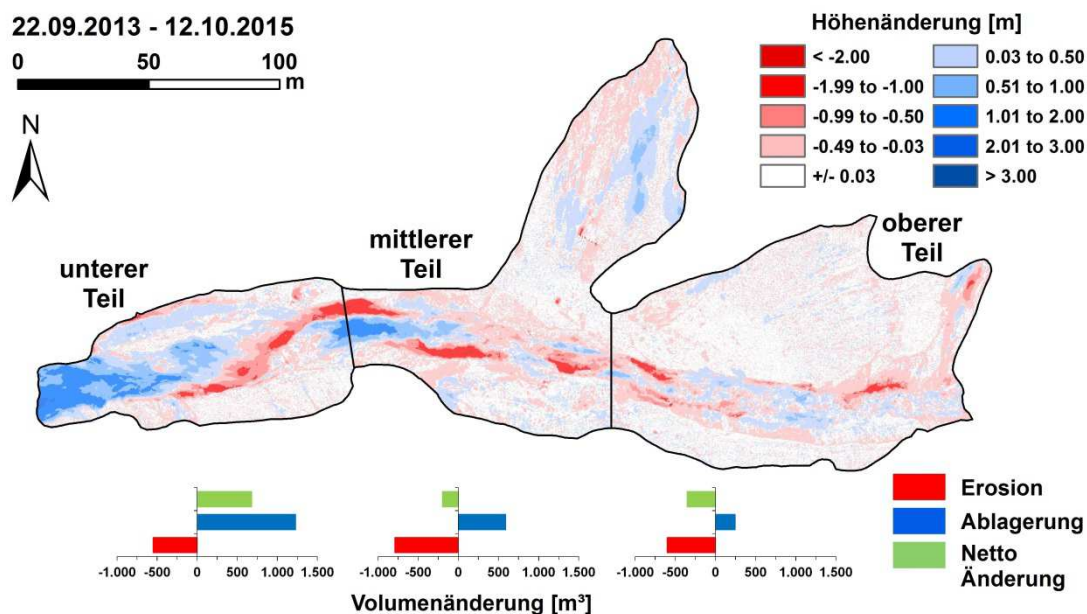 22.09.2013 - 12.10.2015
0 50 100
m
N
Höhenänderung [m]
< -2.00
-1.99 to -1.00
-0.99 to -0.50
-0.49 to -0.03
+/- 0.03
0.03 to 0.50
0.51 to 1.00
1.01 to 2.00
2.01 to 3.00
> 3.00
unterer
Teil
mittlerer
Teil
oberer
Teil
-1.000 -500 0 500 1.000 1.500
-1.000 -500 0 500 1.000 1.500
-1.000 -500 0 500 1.000 1.500
Volumenänderung [m³]
Erosion
Ablagerung
Netto
Änderung